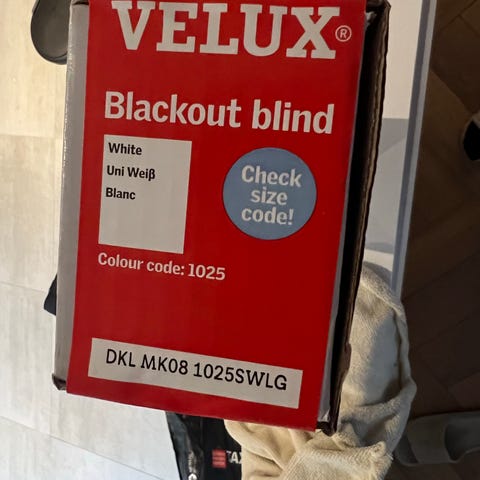 VELUX®
Blackout blind
White
Uni Weiß
Blanc
Check
size
code!
Colour code: 1025
DKL MK08 1025SWLG